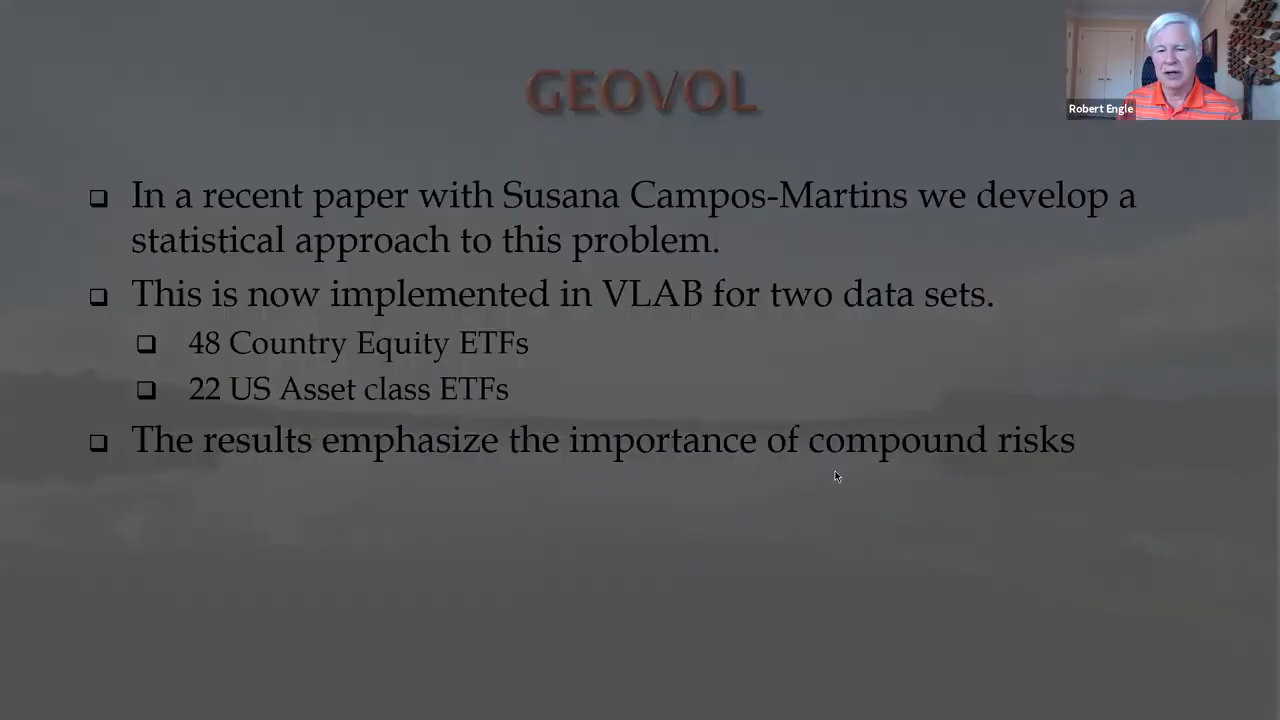 GEOVOL
Robert Engle
❑ In a recent paper with Susana Campos-Martins we develop a
statistical approach to this problem.
❑ This is now implemented in VLAB for two data sets.
❑ 48 Country Equity ETFs
❑ 22 US Asset class ETFs
❑ The results emphasize the importance of compound risks